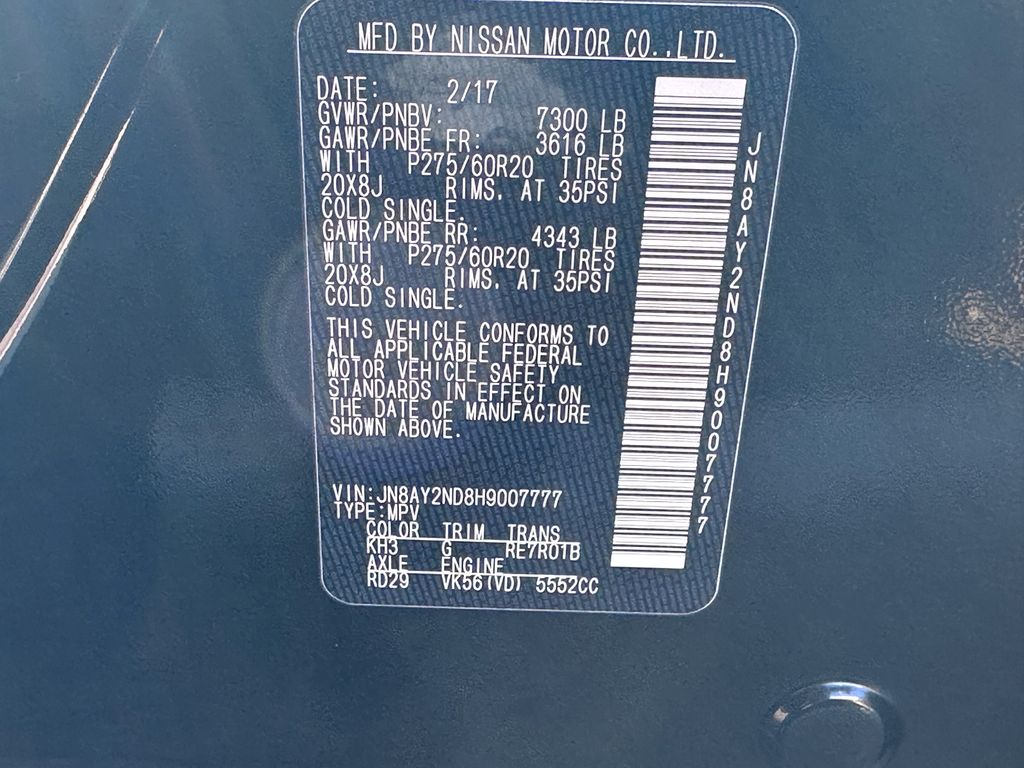 MFD BY NISSAN MOTOR CO.,LTD.
DATE: 2/17
GVWR/PNBV: 7300 LB
GAWR/PNBE FR: 3616 LB
WITH P275/60R20 TIRES
20X8J RIMS, AT 35PSI
COLD SINGLE.
GAWR/PNBE RR: 4343 LB
WITH P275/60R20 TIRES
20X8J RIMS, AT 35PSI
COLD SINGLE.
THIS VEHICLE CONFORMS TO
ALL APPLICABLE FEDERAL
MOTOR VEHICLE SAFETY
STANDARDS IN EFFECT ON
THE DATE OF MANUFACTURE
SHOWN ABOVE.
VIN:JN8AY2ND8H9007777
TYPE:MPV
COLOR TRIM TRANS
KH3 G RE7R01B
AXLE ENGINE
RD29 VK56(VD) 5552CC
JN8AY2ND8H9007777